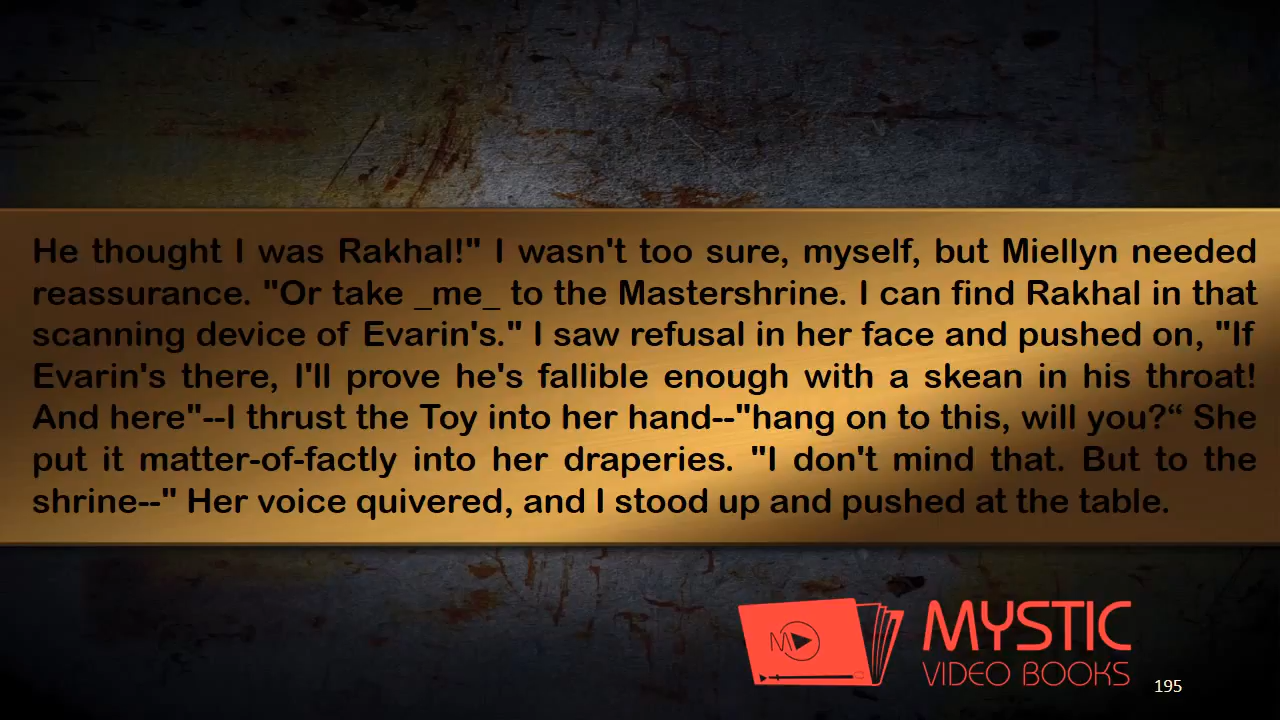 He thought I was Rakhal!" I wasn't too sure, myself, but Miellyn needed
reassurance. "Or take _me_ to the Mastershrine. I can find Rakhal in that
scanning device of Evarin's." I saw refusal in her face and pushed on, "If
Evarin's there, I'll prove he's fallible enough with a skean in his throat!
And here"--I thrust the Toy into her hand--"hang on to this, will you?“ She
put it matter-of-factly into her draperies. "I don't mind that. But to the
shrine--" Her voice quivered, and I stood up and pushed at the table.
MYSTIC
VIDEO BOOKS
195